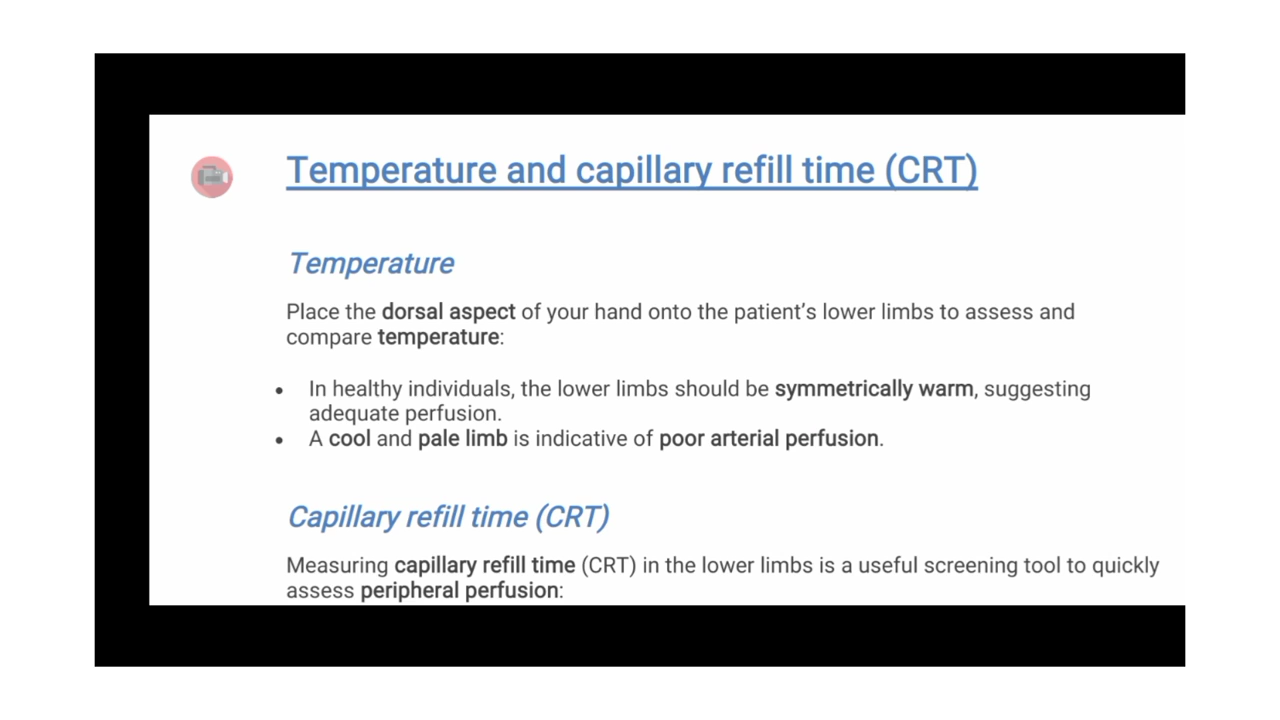 Temperature and capillary refill time (CRT)
Temperature
Place the dorsal aspect of your hand onto the patient’s lower limbs to assess and
compare temperature:
• In healthy individuals, the lower limbs should be symmetrically warm, suggesting
adequate perfusion.
• A cool and pale limb is indicative of poor arterial perfusion.
Capillary refill time (CRT)
Measuring capillary refill time (CRT) in the lower limbs is a useful screening tool to quickly
assess peripheral perfusion: